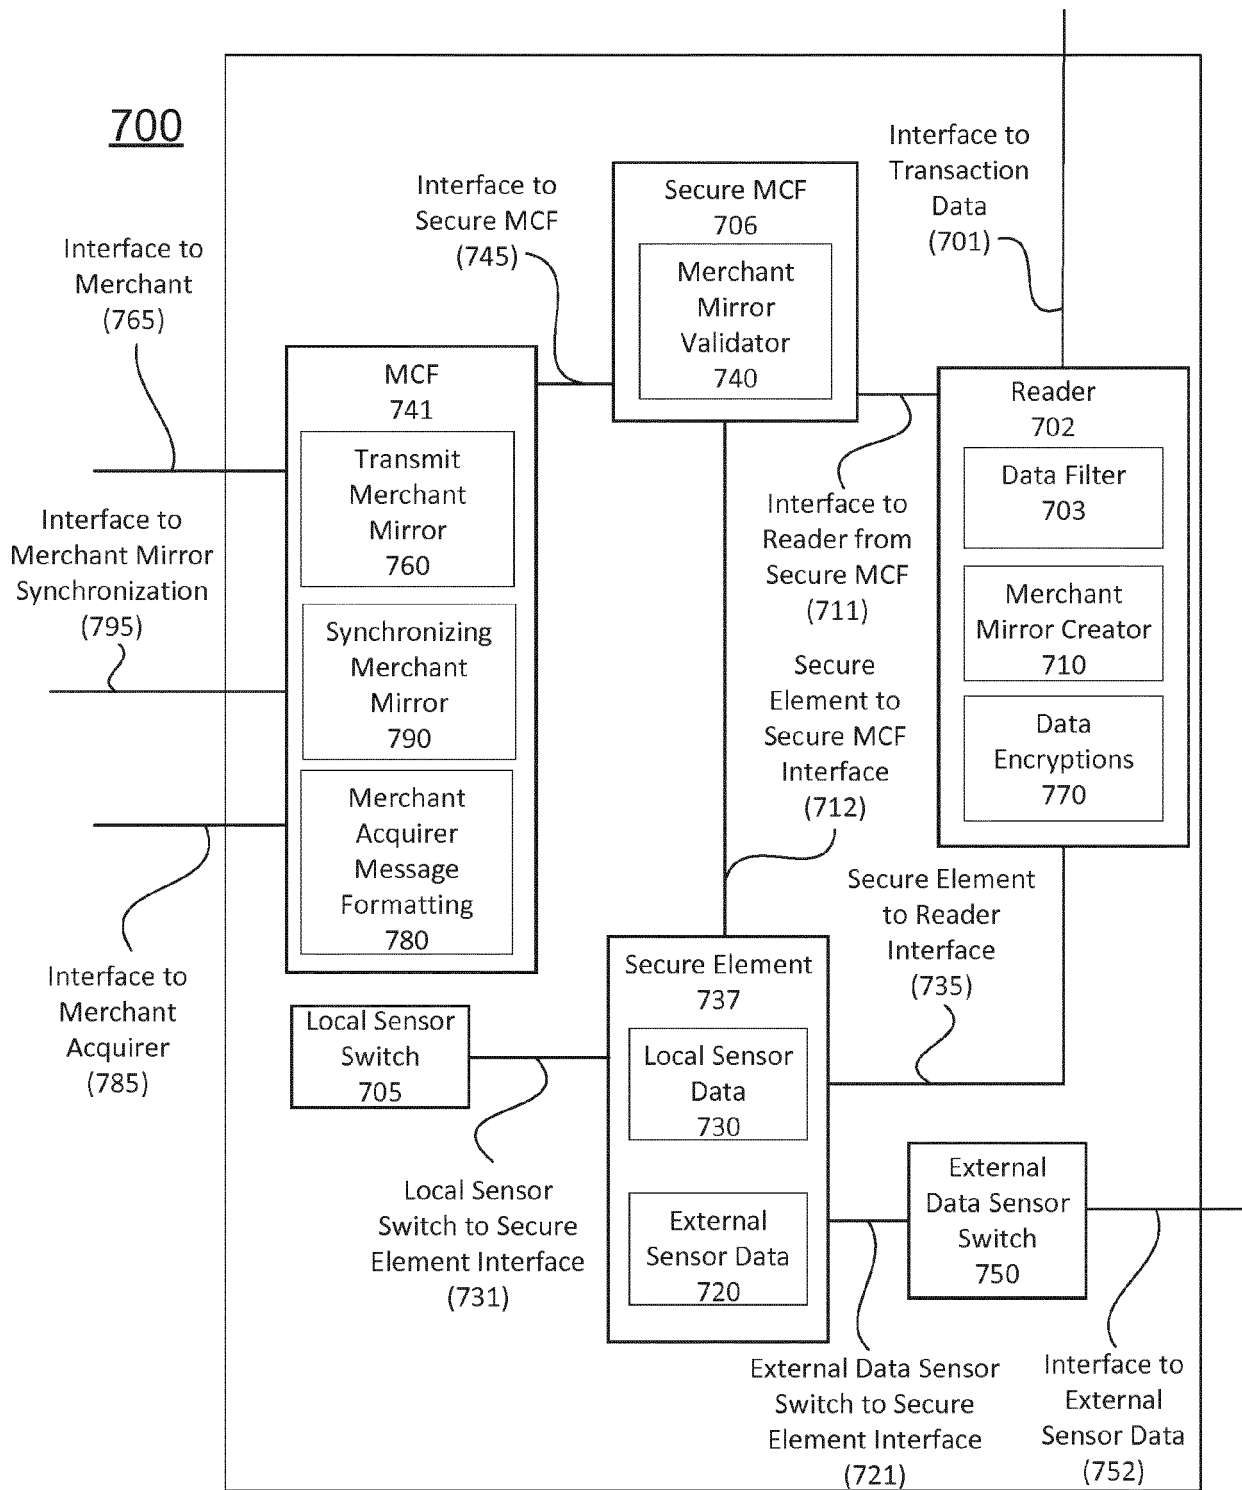 700
Interface to
Transaction
Data
(701)
Interface to
Secure MCF
(745)
Secure MCF
706
Merchant
Mirror
Validator
740
Interface to
Merchant
(765)
MCF
741
Transmit
Merchant
Mirror
760
Synchronizing
Merchant
Mirror
790
Merchant
Acquirer
Message
Formatting
780
Reader
702
Data Filter
703
Merchant
Mirror Creator
710
Data
Encryptions
770
Interface to
Merchant Mirror
Synchronization
(795)
Interface to
Reader from
Secure MCF
(711)
Secure
Element to
Secure MCF
Interface
(712)
Secure Element
to Reader
Interface
(735)
Interface to
Merchant
Acquirer
(785)
Local Sensor
Switch
705
Secure Element
737
Local Sensor
Data
730
External
Sensor Data
720
External
Data Sensor
Switch
750
Local Sensor
Switch to Secure
Element Interface
(731)
External Data Sensor
Switch to Secure
Element Interface
(721)
Interface to
External
Sensor Data
(752)